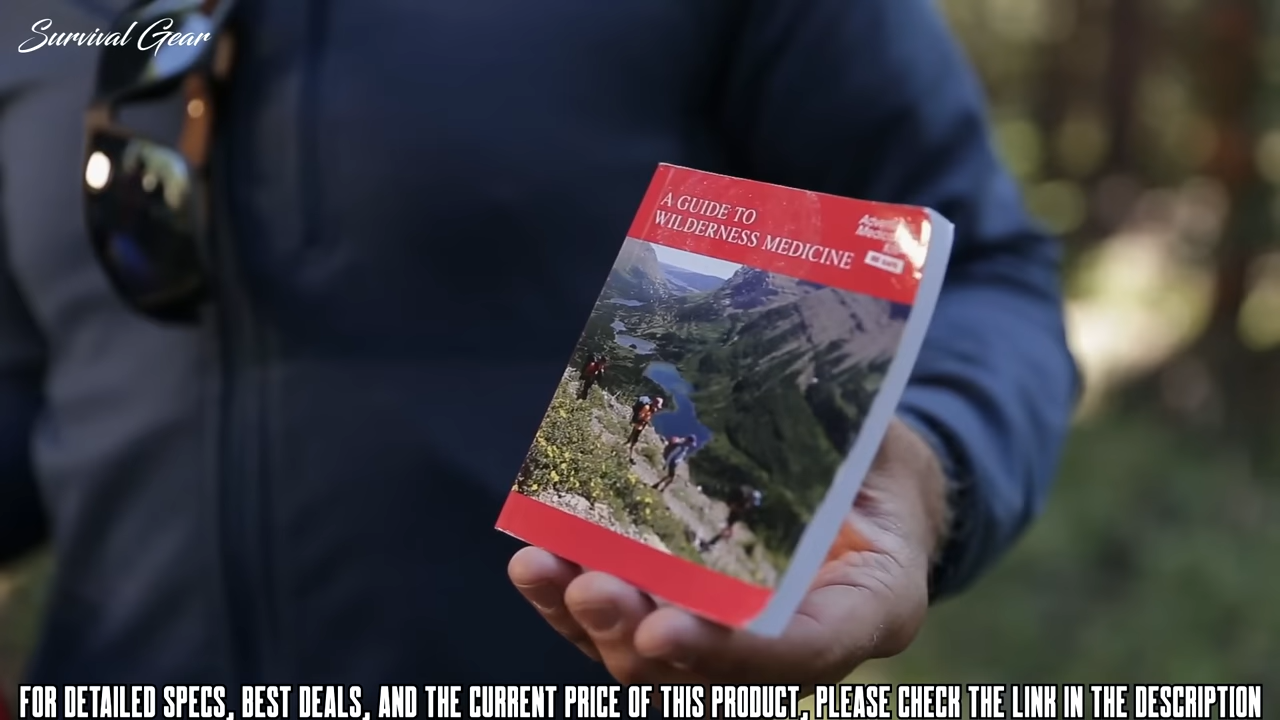 Survival Gear
A GUIDE TO
WILDERNESS MEDICINE
FOR DETAILED SPECS, BEST DEALS, AND THE CURRENT PRICE OF THIS PRODUCT, PLEASE CHECK THE LINK IN THE DESCRIPTION